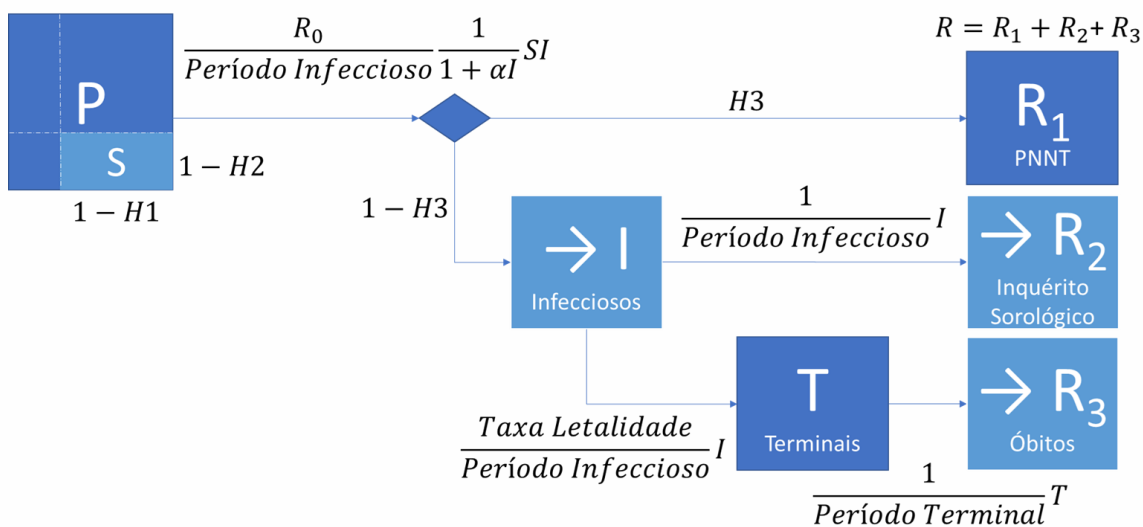 P
S
1 − H2
1 − H1
R₀ / Período Infeccioso 1 / 1 + αI SI
H3
1 − H3
R = R₁ + R₂+ R₃
R₁
PNNT
→ I
Infecciosos
1 / Período Infeccioso I
→ R₂
Inquérito
Sorológico
Taxa Letalidade / Período Infeccioso I
T
Terminais
1 / Período Terminal T
→ R₃
Óbitos